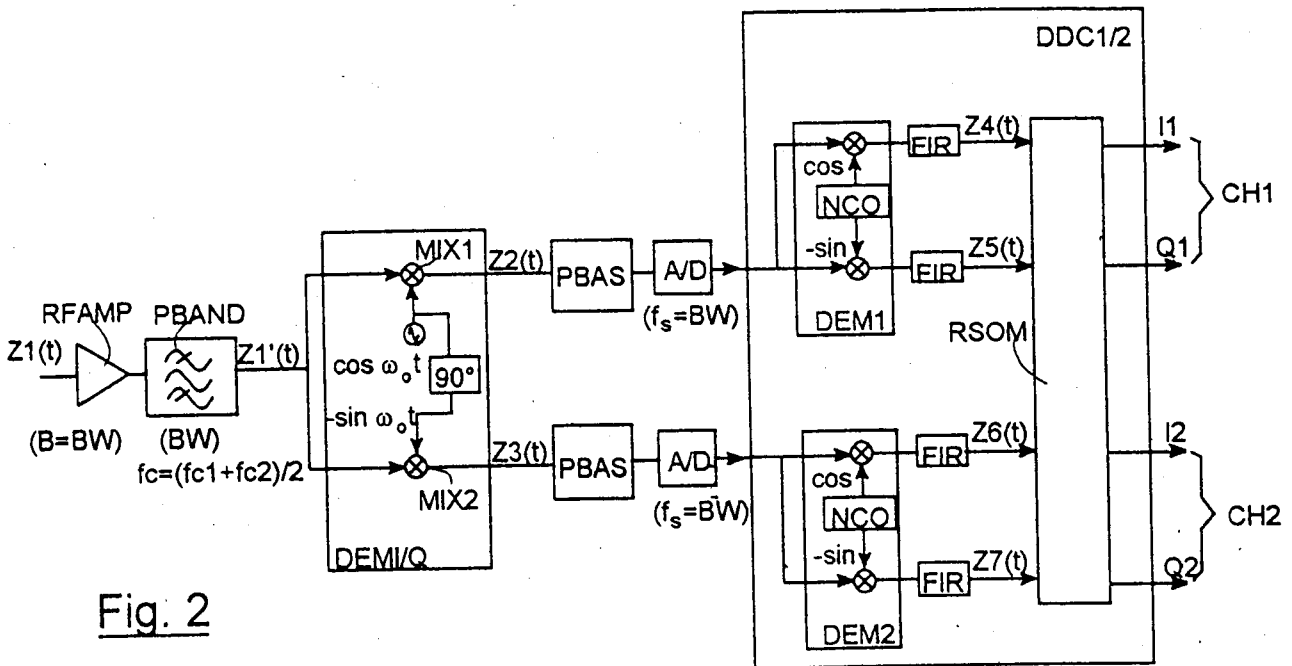 DDC1/2
RFAMP
PBAND
Z1(t)
(B=BW)
(BW)
fc=(fc1+fc2)/2
Z1'(t)
MIX1
cos ωot
90°
-sin ωot
MIX2
DEMI/Q
Z2(t)
PBAS
A/D
(fs=BW)
Z3(t)
PBAS
A/D
(fs=BW)
cos
NCO
-sin
DEM1
FIR
Z4(t)
FIR
Z5(t)
cos
NCO
-sin
DEM2
FIR
Z6(t)
FIR
Z7(t)
RSOM
I1
Q1
CH1
I2
Q2
CH2
Fig. 2